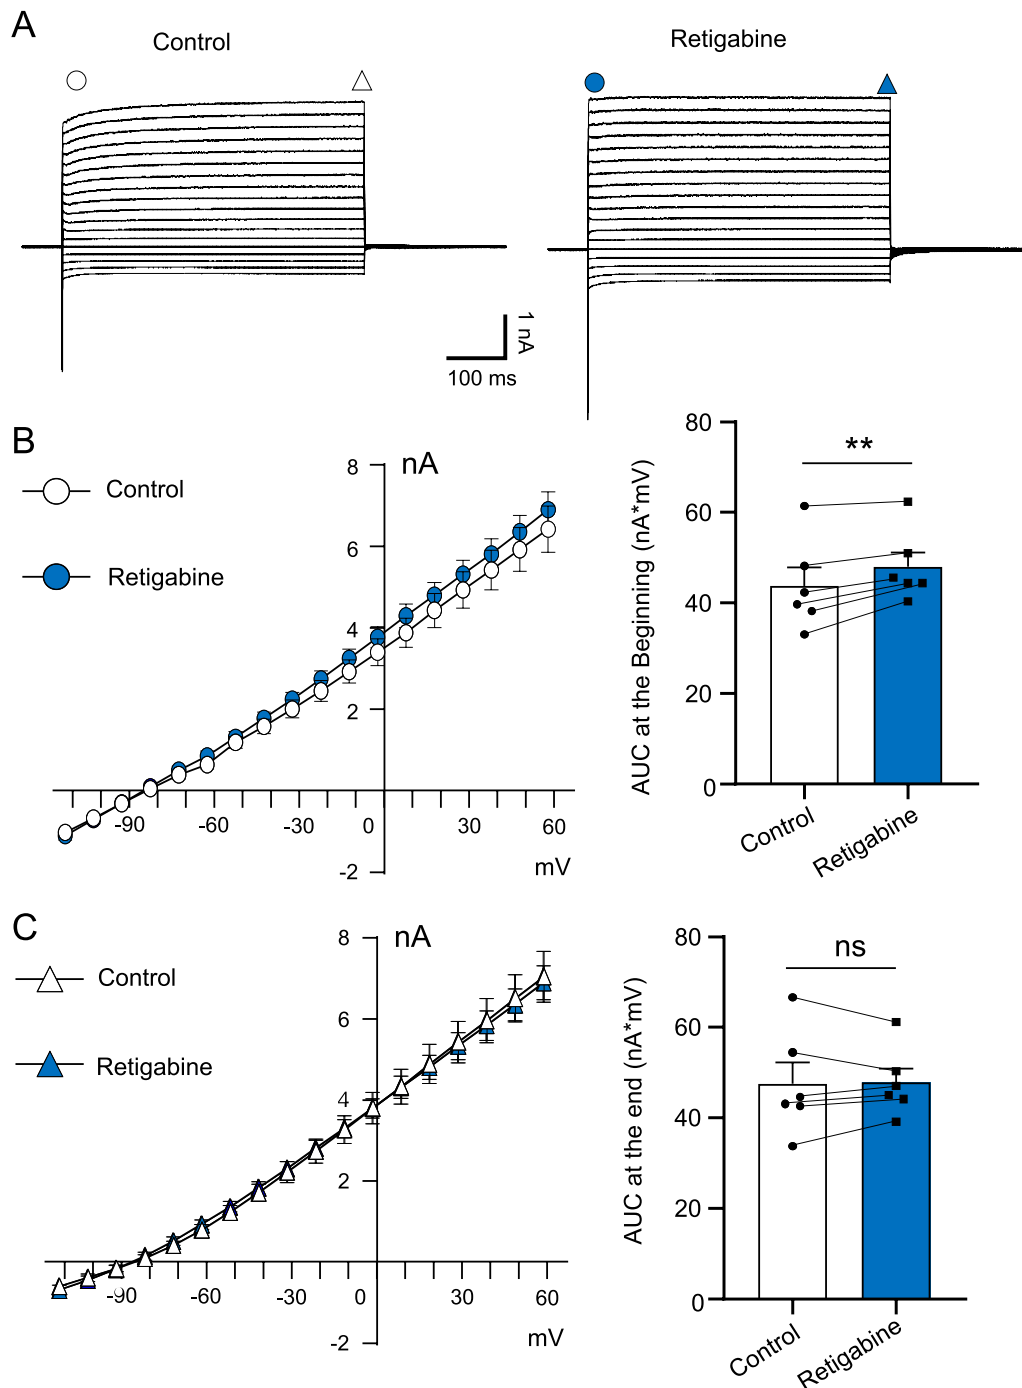 A
Control
Retigabine
1 nA
100 ms
B
Control
Retigabine
nA
8
6
4
2
-90
-60
-30
0
30
60
-2
mV
AUC at the Beginning (nA*mV)
80
60
40
20
0
**
Control
Retigabine
C
Control
Retigabine
nA
8
6
4
2
-90
-60
-30
0
30
60
-2
mV
AUC at the end (nA*mV)
80
60
40
20
0
ns
Control
Retigabine